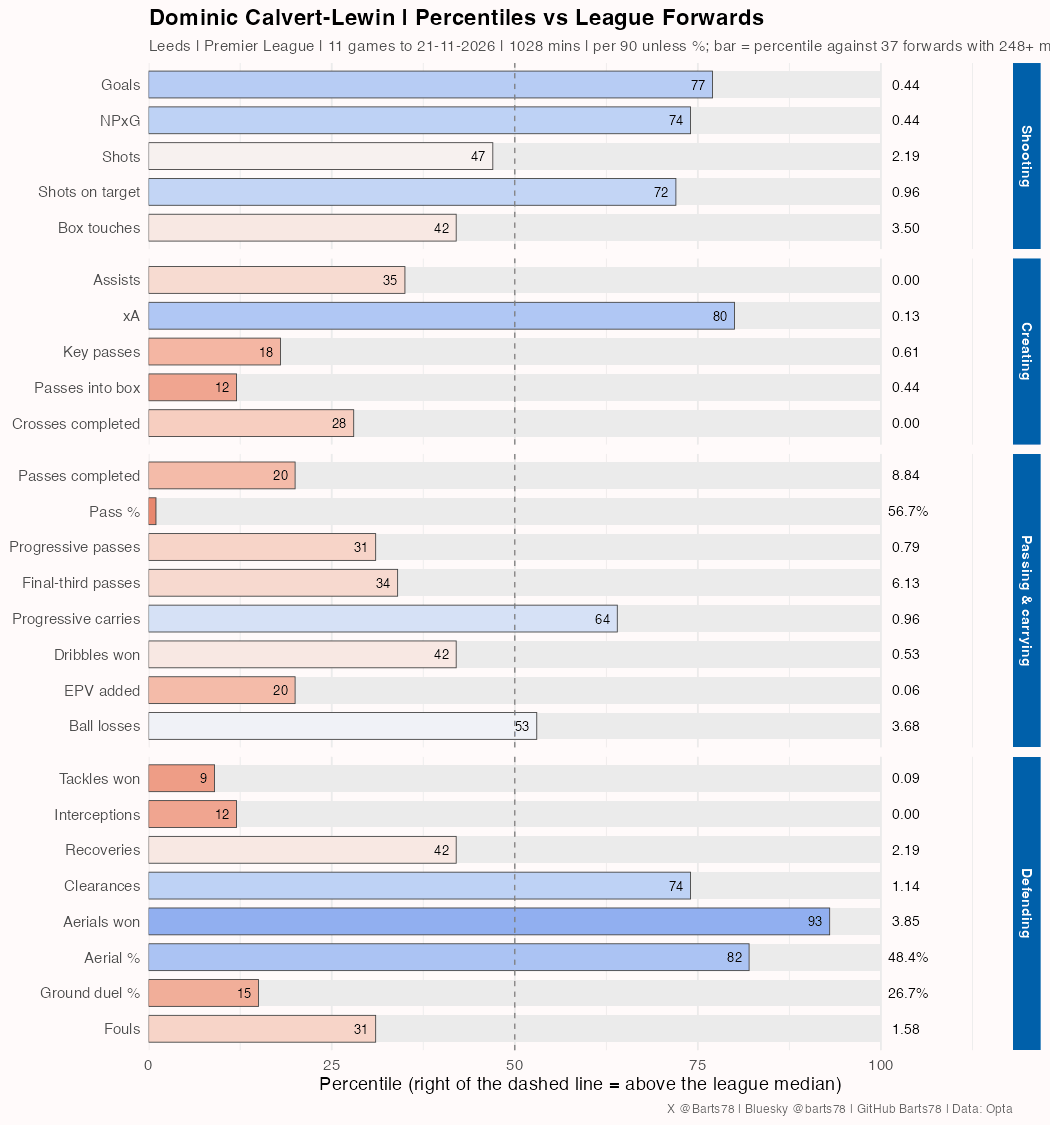 Dominic Calvert-Lewin | Percentiles vs League Forwards
Leeds | Premier League | 11 games to 21-11-2026 | 1028 mins | per 90 unless %; bar = percentile against 37 forwards with 248+ m
Goals 77 0.44
NPxG 74 0.44
Shots 47 2.19
Shots on target 72 0.96
Box touches 42 3.50
Shooting
Assists 35 0.00
xA 80 0.13
Key passes 18 0.61
Passes into box 12 0.44
Crosses completed 28 0.00
Creating
Passes completed 20 8.84
Pass % 56.7%
Progressive passes 31 0.79
Final-third passes 34 6.13
Progressive carries 64 0.96
Dribbles won 42 0.53
EPV added 20 0.06
Ball losses 53 3.68
Passing & carrying
Tackles won 9 0.09
Interceptions 12 0.00
Recoveries 42 2.19
Clearances 74 1.14
Aerials won 93 3.85
Aerial % 82 48.4%
Ground duel % 15 26.7%
Fouls 31 1.58
Defending
0 25 50 75 100
Percentile (right of the dashed line = above the league median)
X @Barts78 | Bluesky @barts78 | GitHub Barts78 | Data: Opta